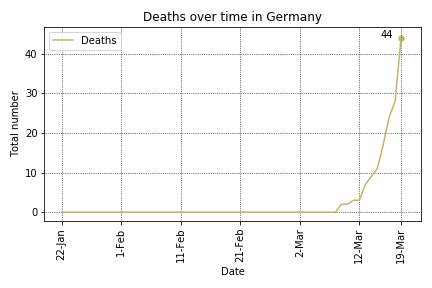 Deaths over time in Germany
Deaths
44
Total number
40
30
20
10
0
22-Jan
1-Feb
11-Feb
21-Feb
2-Mar
12-Mar
19-Mar
Date